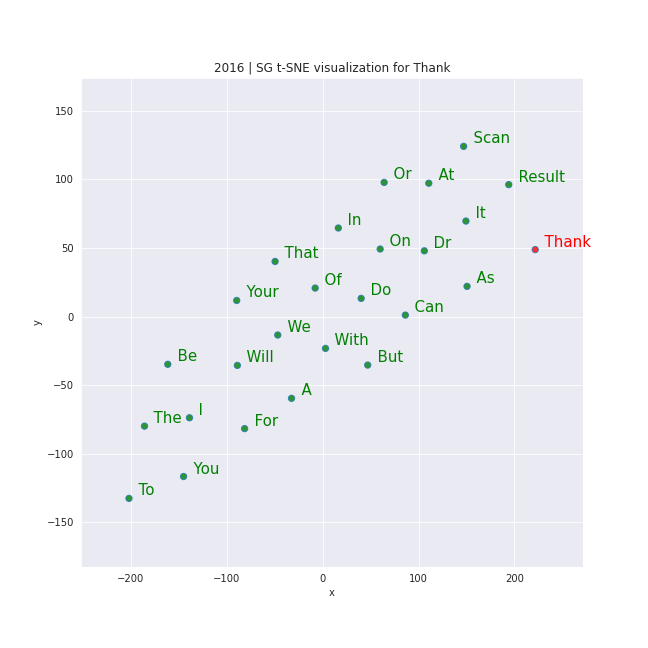 2016 | SG t-SNE visualization for Thank
150
100
50
0
−50
−100
−150
y
−200
−100
0
100
200
x
Scan
Or
At
Result
It
In
On
Dr
Thank
That
Of
As
Your
Do
Can
We
With
Be
Will
But
A
The
I
For
You
To